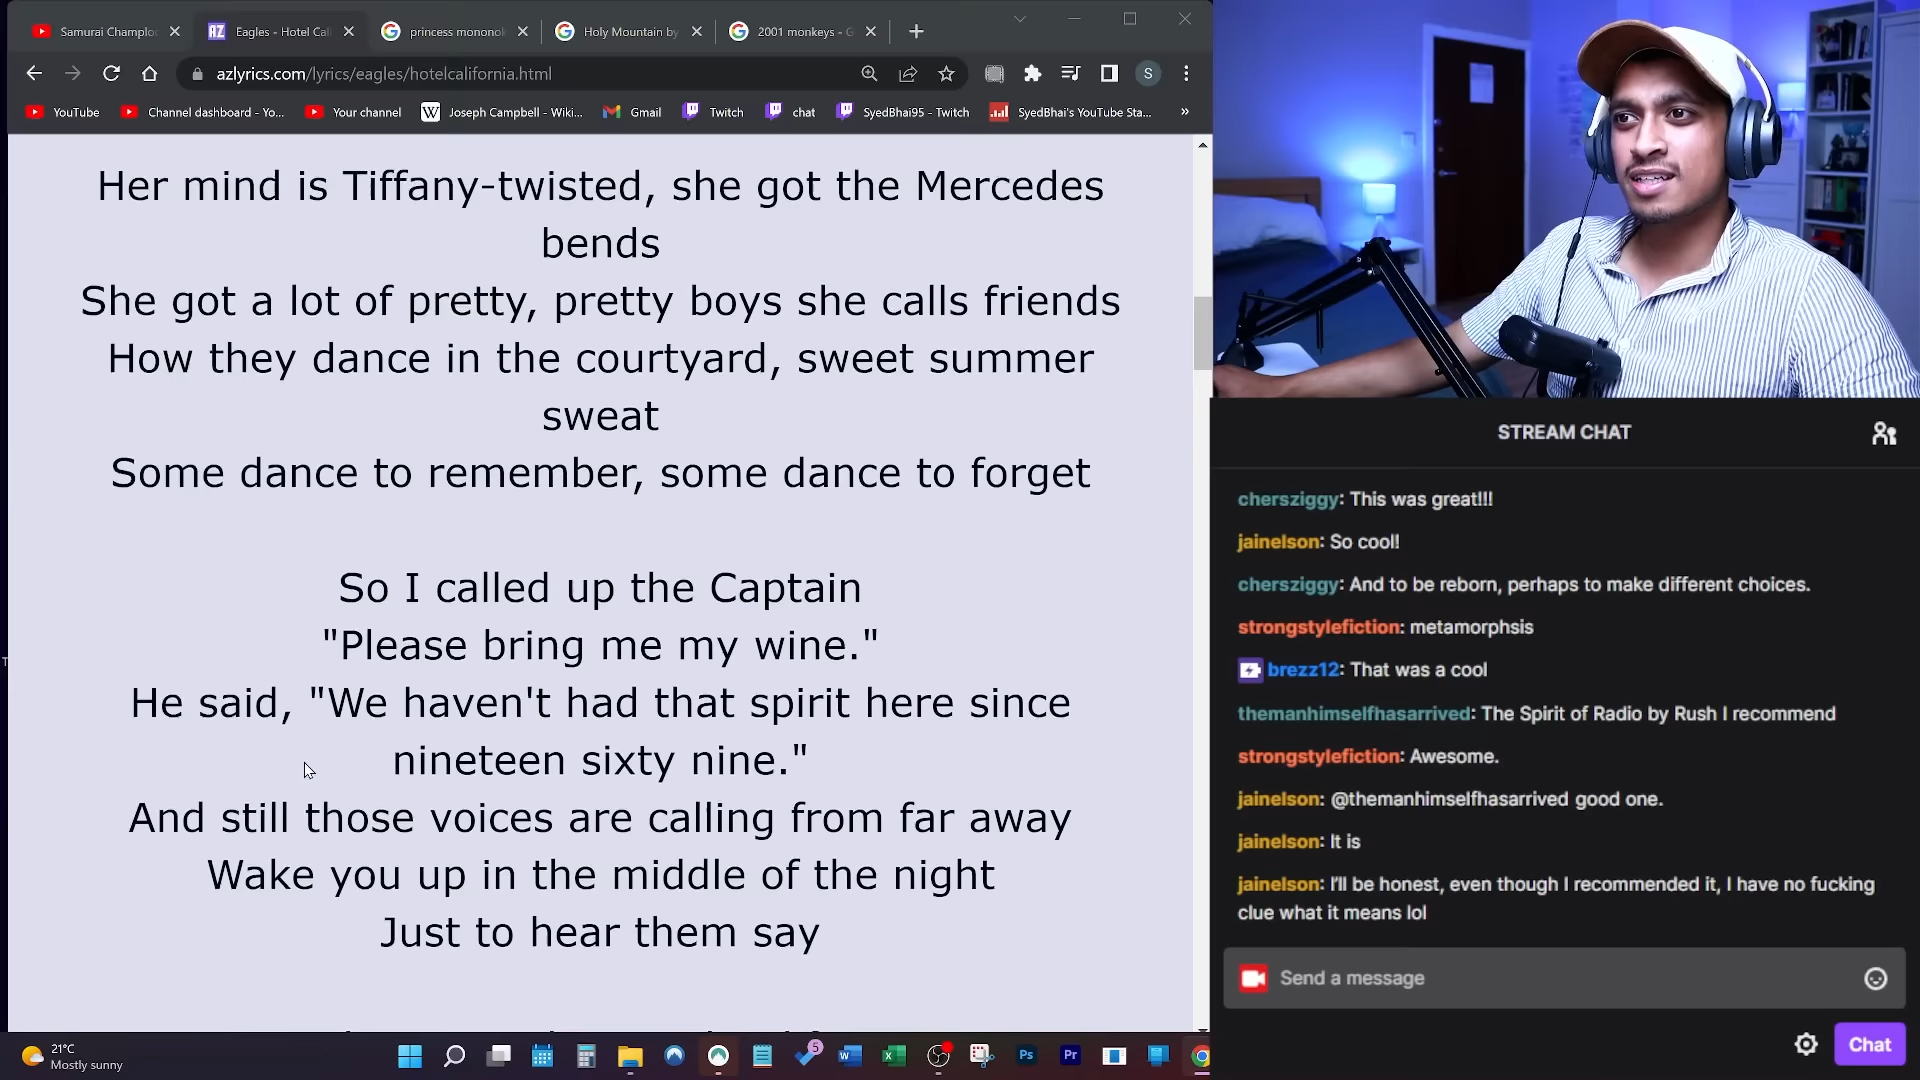 Samurai Champlo
Eagles - Hotel Cal
princess monono
Holy Mountain by
2001 monkeys - G
azlyrics.com/lyrics/eagles/hotelcalifornia.html
S
YouTube
Channel dashboard - Yo...
Your channel
W Joseph Campbell - Wiki...
Gmail
Twitch
chat
SyedBhai95 - Twitch
SyedBhai's YouTube Sta...
»
Her mind is Tiffany-twisted, she got the Mercedes
bends
She got a lot of pretty, pretty boys she calls friends
How they dance in the courtyard, sweet summer
sweat
Some dance to remember, some dance to forget
So I called up the Captain
"Please bring me my wine."
He said, "We haven't had that spirit here since
nineteen sixty nine."
And still those voices are calling from far away
Wake you up in the middle of the night
Just to hear them say
21°C
Mostly sunny
5
Ps
Pr
STREAM CHAT
chersziggy: This was great!!!
jainelson: So cool!
chersziggy: And to be reborn, perhaps to make different choices.
strongstylefiction: metamorphsis
brezz12: That was a cool
themanhimselfhasarrived: The Spirit of Radio by Rush I recommend
strongstylefiction: Awesome.
jainelson: @themanhimselfhasarrived good one.
jainelson: It is
jainelson: I'll be honest, even though I recommended it, I have no fucking
clue what it means lol
Send a message
Chat